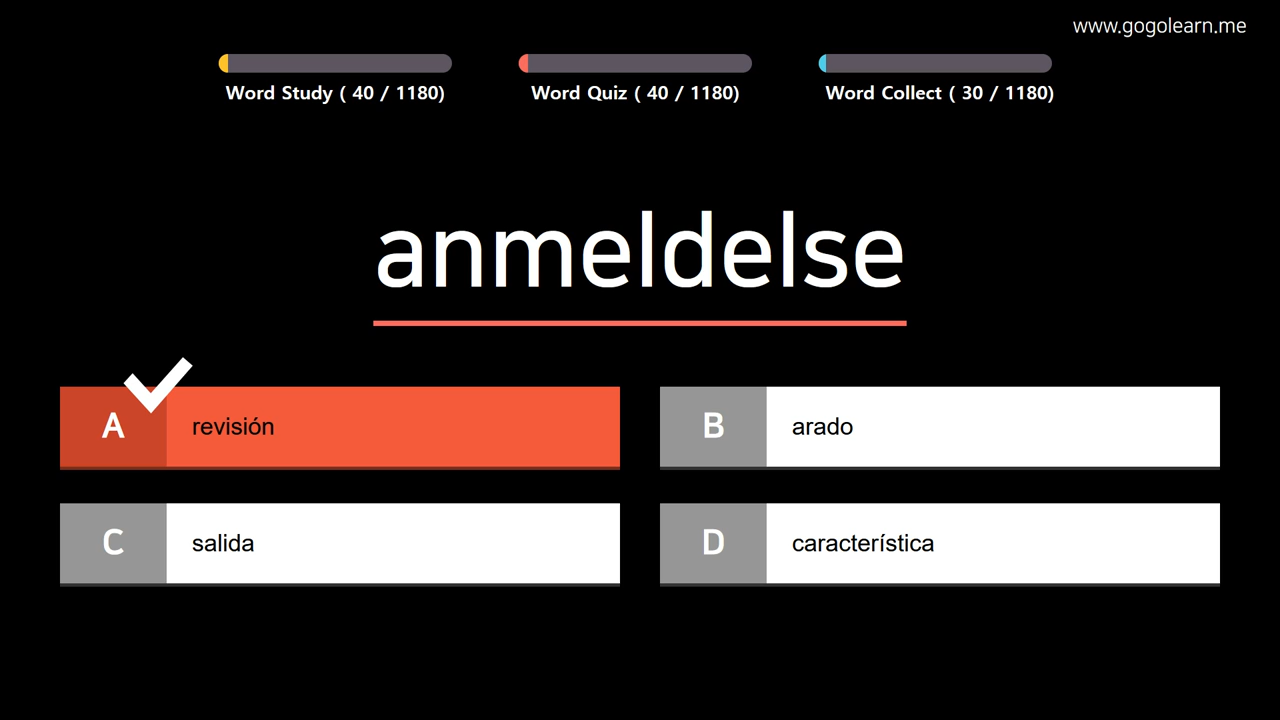 www.gogolearn.me
Word Study ( 40 / 1180)
Word Quiz ( 40 / 1180)
Word Collect ( 30 / 1180)
anmeldelse
A
revisión
B
arado
C
salida
D
característica